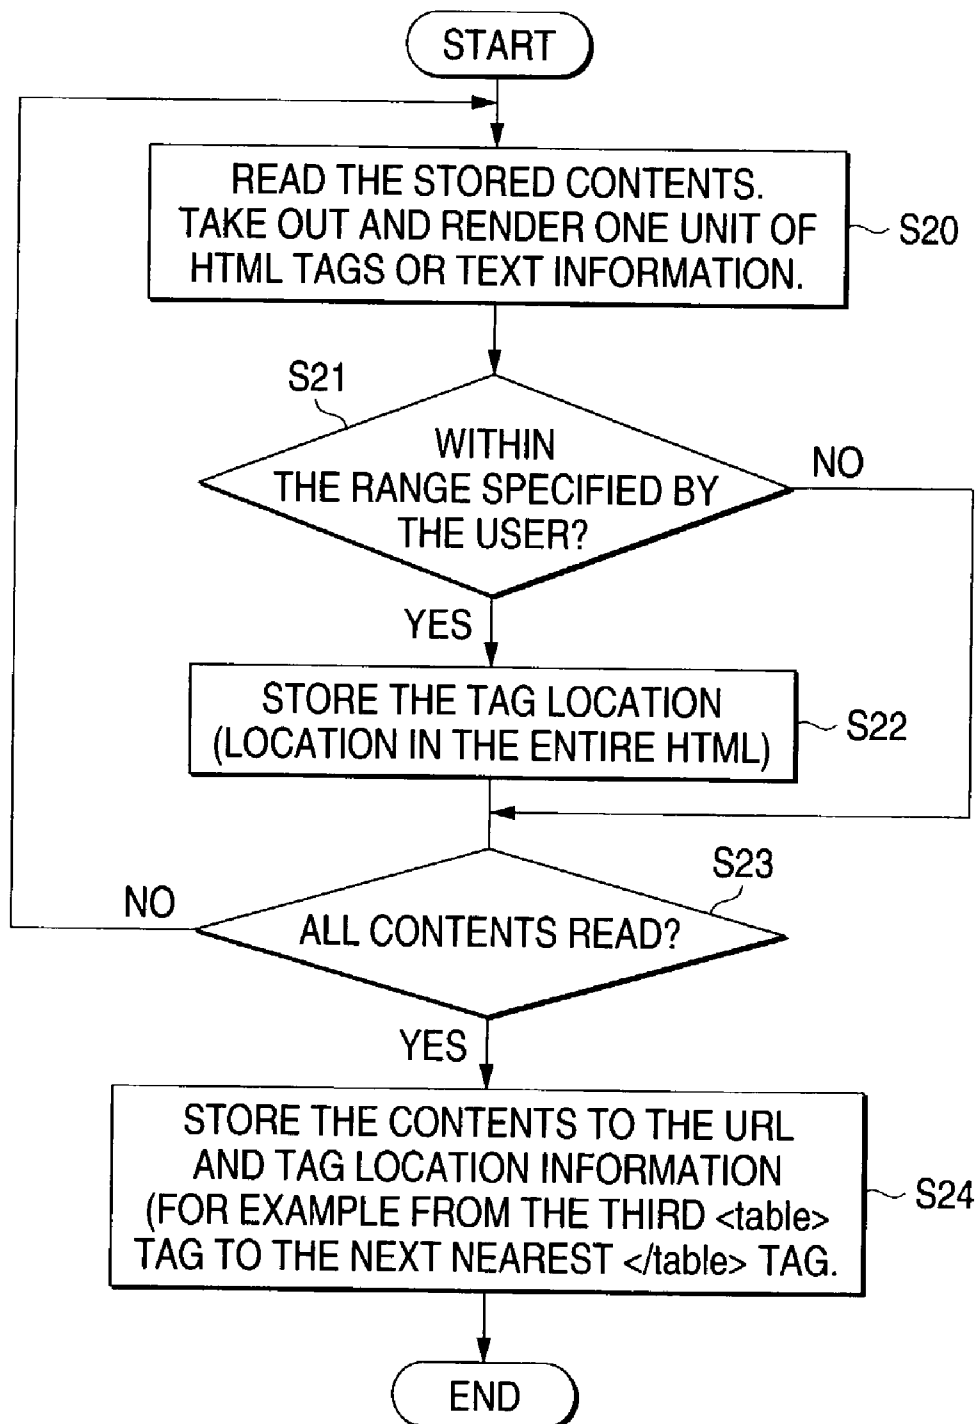 START
READ THE STORED CONTENTS.
TAKE OUT AND RENDER ONE UNIT OF
HTML TAGS OR TEXT INFORMATION.
S20
S21
WITHIN
THE RANGE SPECIFIED BY
THE USER?
NO
YES
STORE THE TAG LOCATION
(LOCATION IN THE ENTIRE HTML)
S22
S23
NO
ALL CONTENTS READ?
YES
STORE THE CONTENTS TO THE URL
AND TAG LOCATION INFORMATION
(FOR EXAMPLE FROM THE THIRD <table>
TAG TO THE NEXT NEAREST </table> TAG.
S24
END